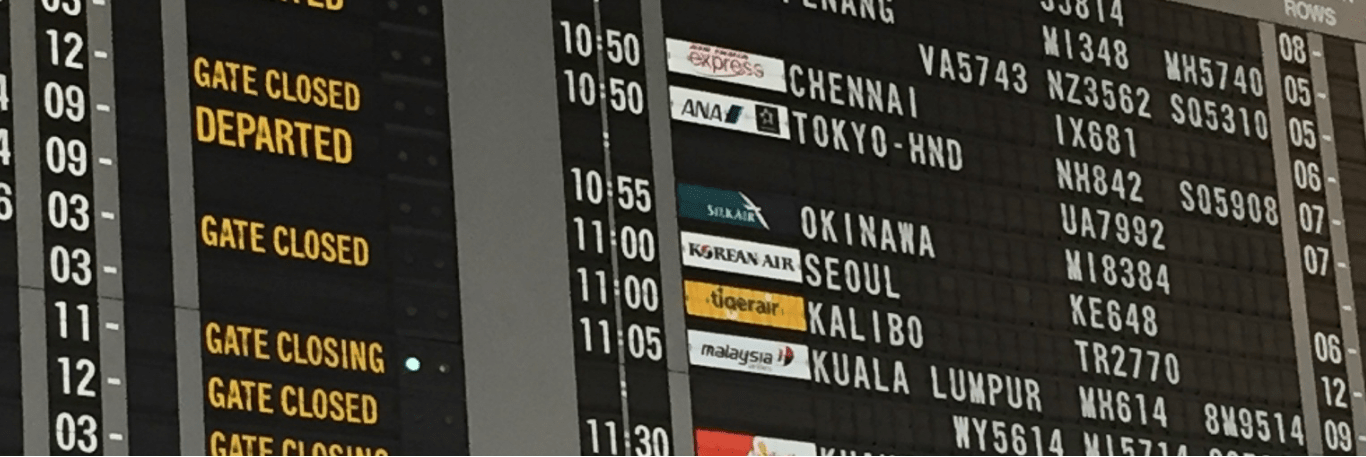 03 -
12 -
09 -
09 -
03 -
03 -
11 -
12 -
03 -
GATE CLOSED
DEPARTED
GATE CLOSED
GATE CLOSING
GATE CLOSED
GATE CLOSING
ROWS
PENANG
MI348 MH5740 08 -
VA5743 NZ3562 SQ5310 05 -
10:50 express CHENNAI IX681 05 -
10:50 ANA TOKYO-HND NH842 SQ5908 06 -
UA7992 07 -
10:55 SILKAIR OKINAWA MI8384 07 -
11:00 KOREAN AIR SEOUL KE648 -
11:00 tigerair KALIBO TR2770 06 -
11:05 malaysia KUALA LUMPUR MH614 8M9514 12 -
WY5614 MI5714 09 -
11:30